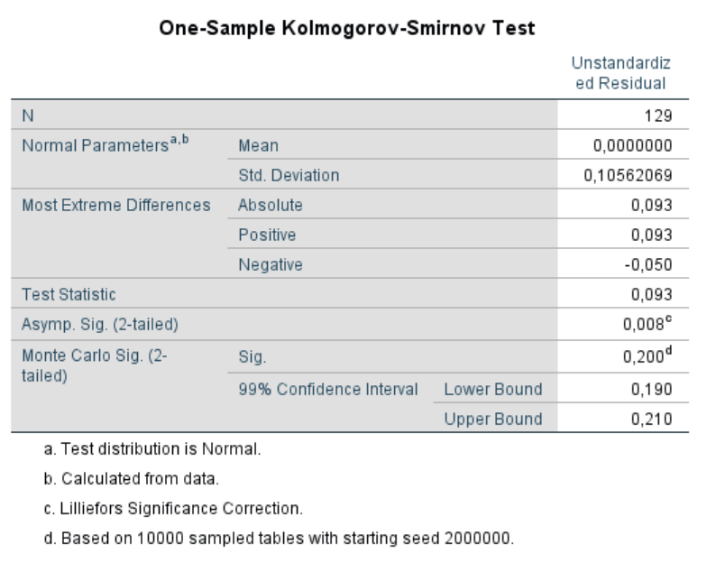 One-Sample Kolmogorov-Smirnov Test
Unstandardiz
ed Residual
N 129
Normal Parametersa,b Mean 0,0000000
Std. Deviation 0,10562069
Most Extreme Differences Absolute 0,093
Positive 0,093
Negative -0,050
Test Statistic 0,093
Asymp. Sig. (2-tailed) 0,008c
Monte Carlo Sig. (2- Sig. 0,200d
tailed)
99% Confidence Interval Lower Bound 0,190
Upper Bound 0,210
a. Test distribution is Normal.
b. Calculated from data.
c. Lilliefors Significance Correction.
d. Based on 10000 sampled tables with starting seed 2000000.